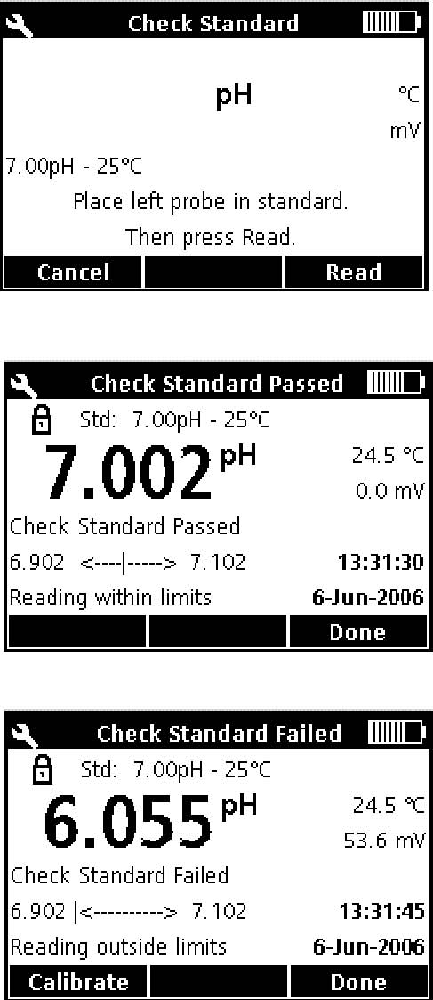 Check Standard
pH °C
mV
7.00pH - 25°C
Place left probe in standard.
Then press Read.
Cancel Read
Check Standard Passed
Std: 7.00pH - 25°C
7.002 pH 24.5 °C
0.0 mV
Check Standard Passed
6.902 <----|-----> 7.102 13:31:30
Reading within limits 6-Jun-2006
Done
Check Standard Failed
Std: 7.00pH - 25°C
6.055 pH 24.5 °C
53.6 mV
Check Standard Failed
6.902 |<----------> 7.102 13:31:45
Reading outside limits 6-Jun-2006
Calibrate Done